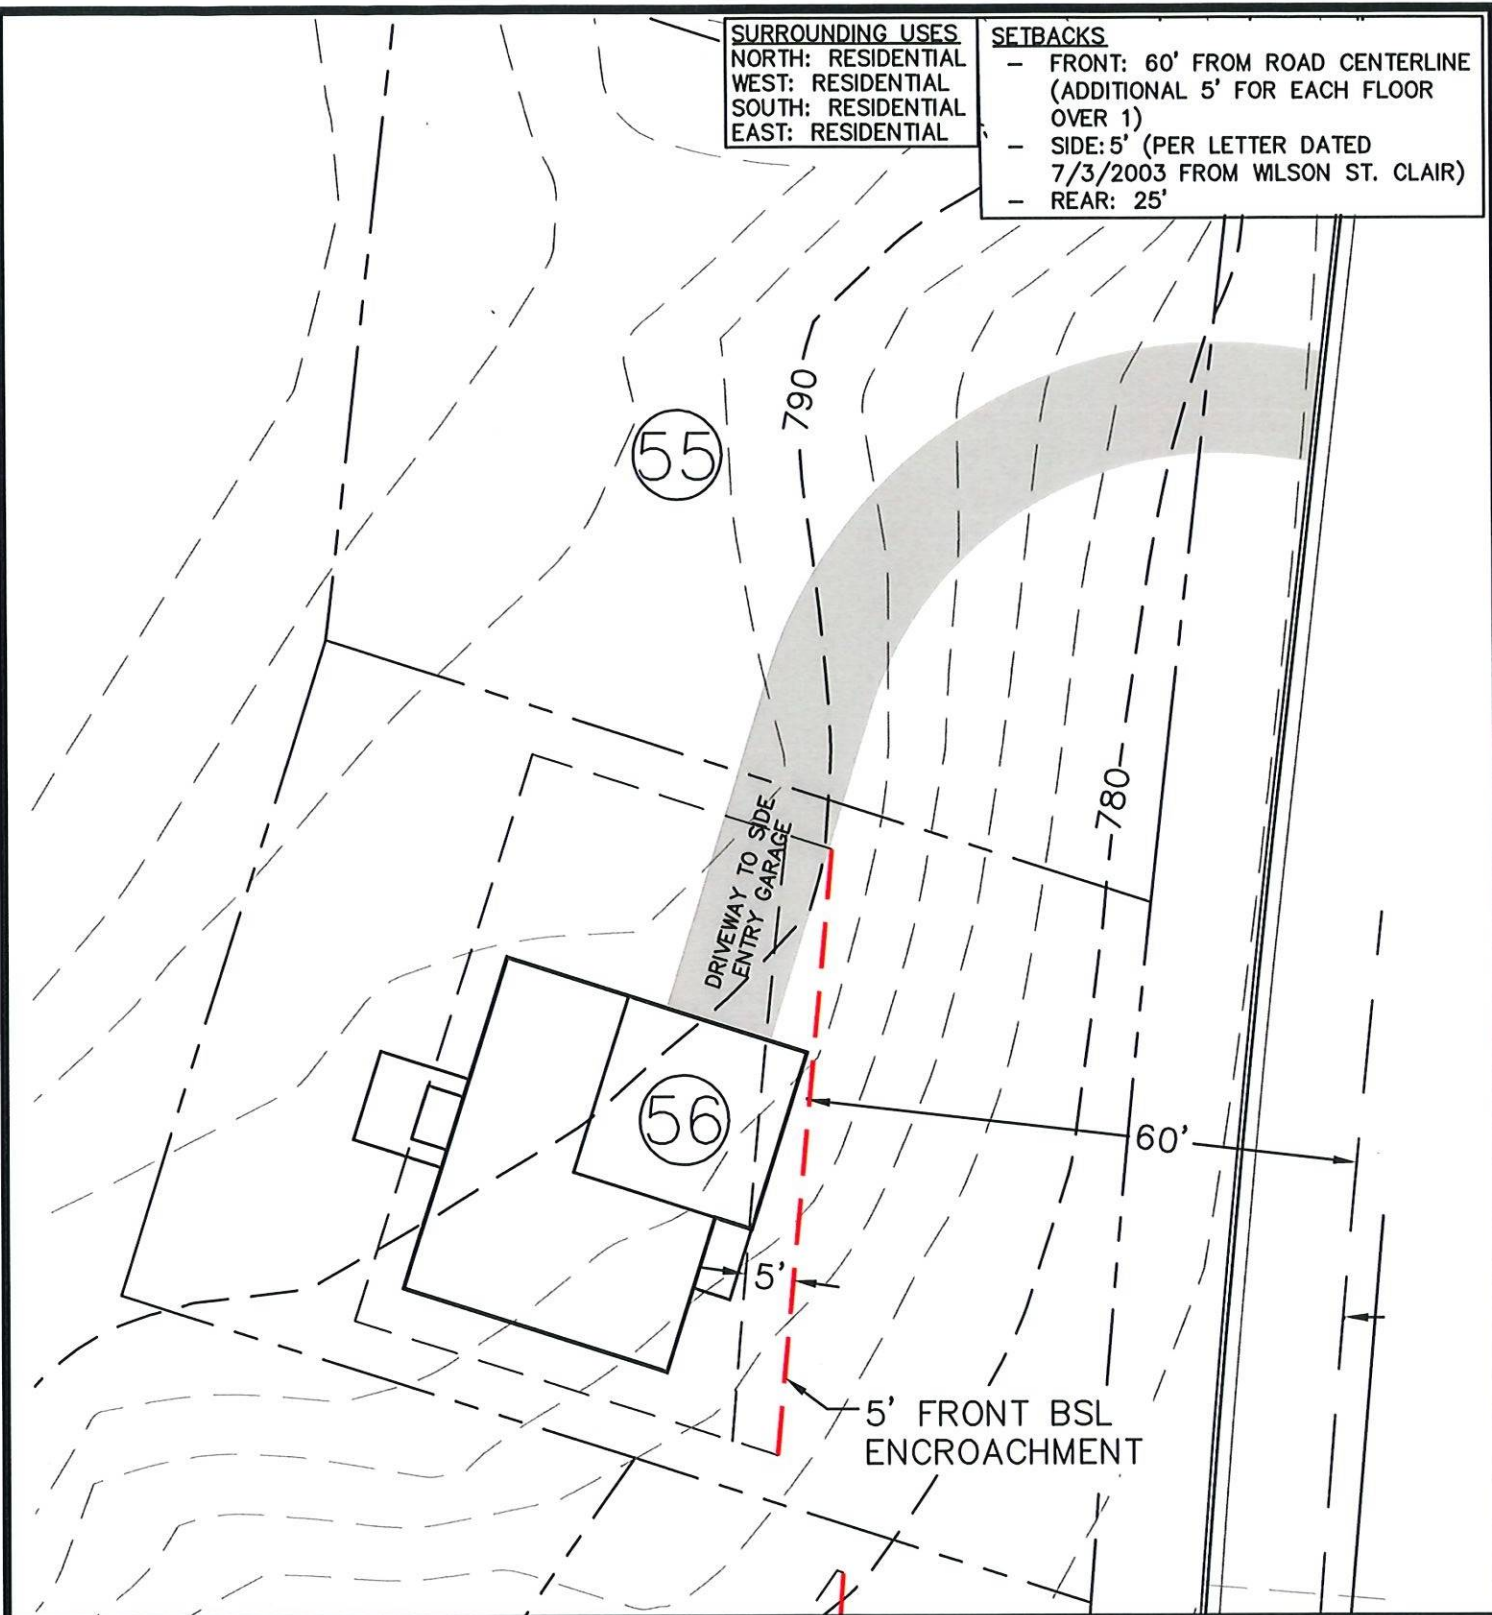 SURROUNDING USES
NORTH: RESIDENTIAL
WEST: RESIDENTIAL
SOUTH: RESIDENTIAL
EAST: RESIDENTIAL
SETBACKS
- FRONT: 60' FROM ROAD CENTERLINE
(ADDITIONAL 5' FOR EACH FLOOR
OVER 1)
- SIDE: 5' (PER LETTER DATED
7/3/2003 FROM WILSON ST. CLAIR)
- REAR: 25'
790
55
780
DRIVEWAY TO SIDE
ENTRY GARAGE
56
60'
5'
5' FRONT BSL
ENCROACHMENT